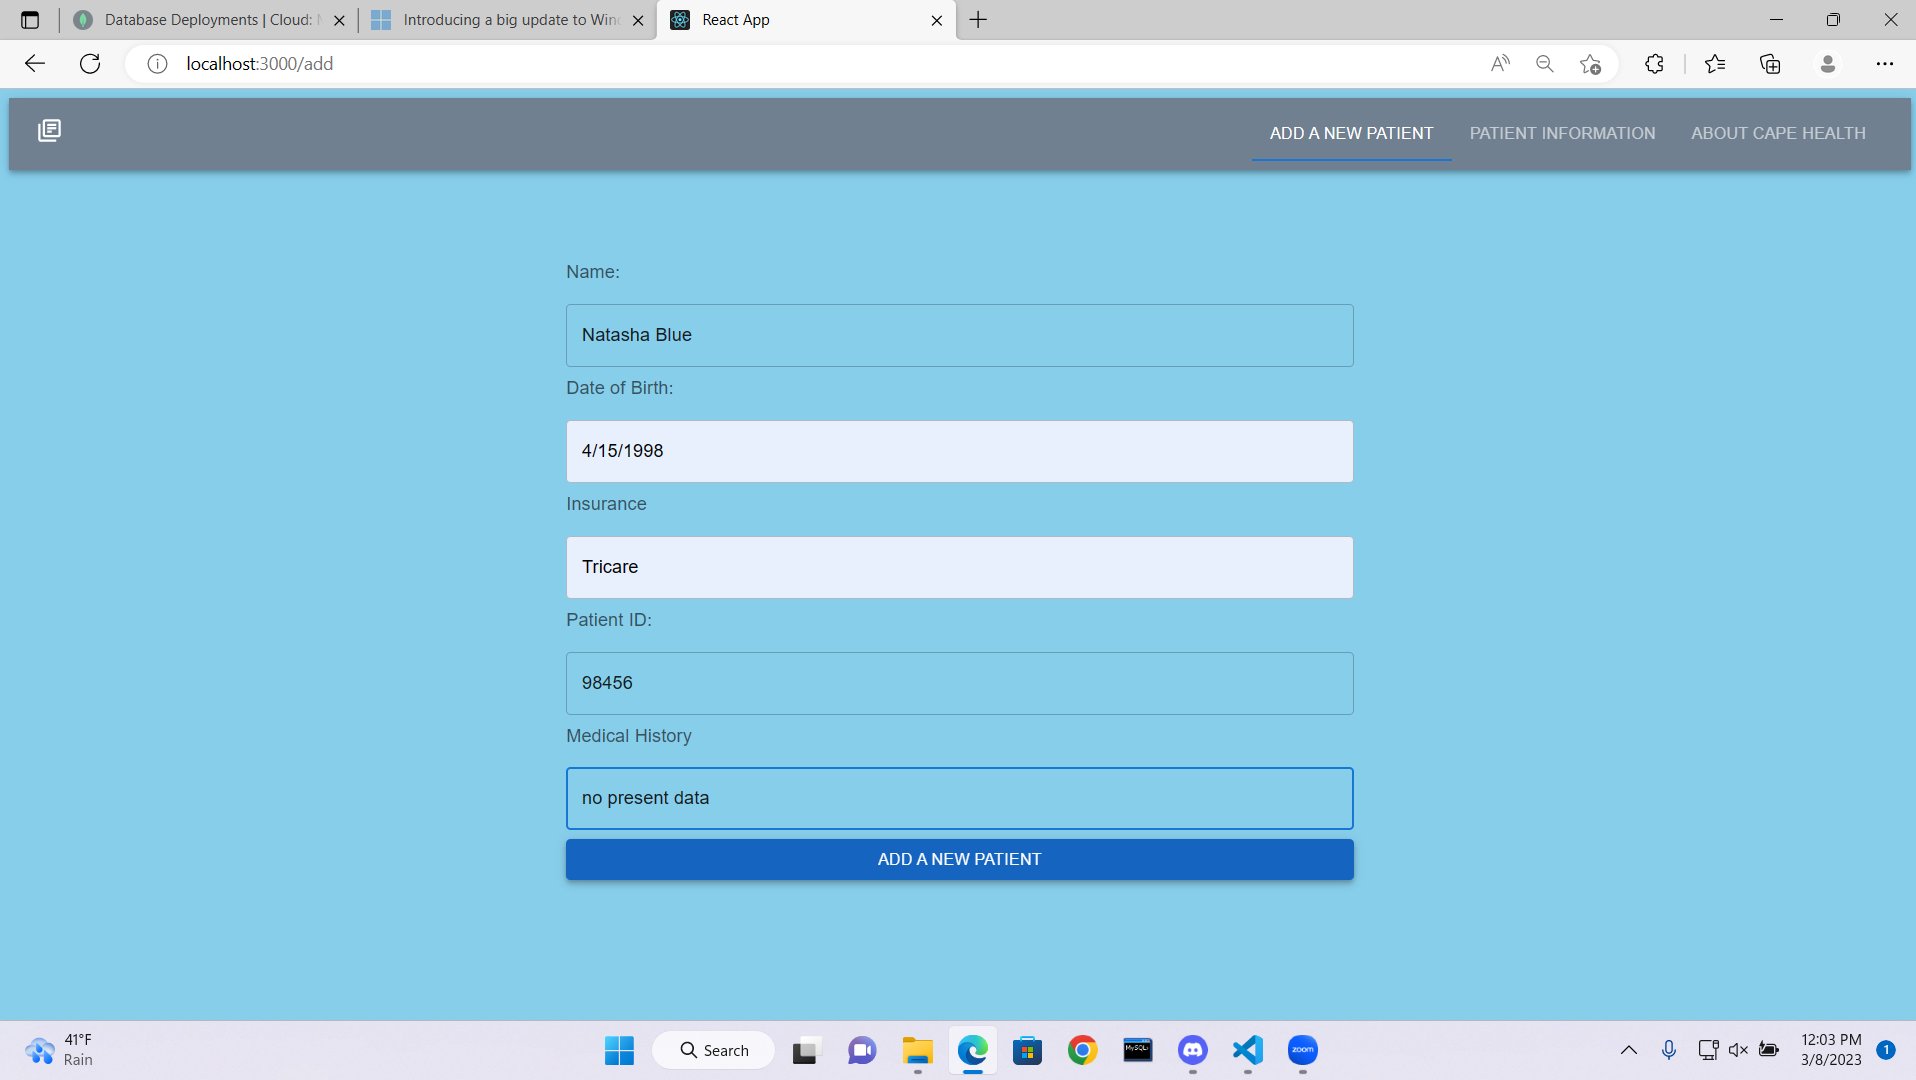 Database Deployments | Cloud:
Introducing a big update to Win
React App
localhost:3000/add
ADD A NEW PATIENT
PATIENT INFORMATION
ABOUT CAPE HEALTH
Name:
Natasha Blue
Date of Birth:
4/15/1998
Insurance
Tricare
Patient ID:
98456
Medical History
no present data
ADD A NEW PATIENT
41°F
Rain
Search
MySQL
zoom
12:03 PM
3/8/2023
1